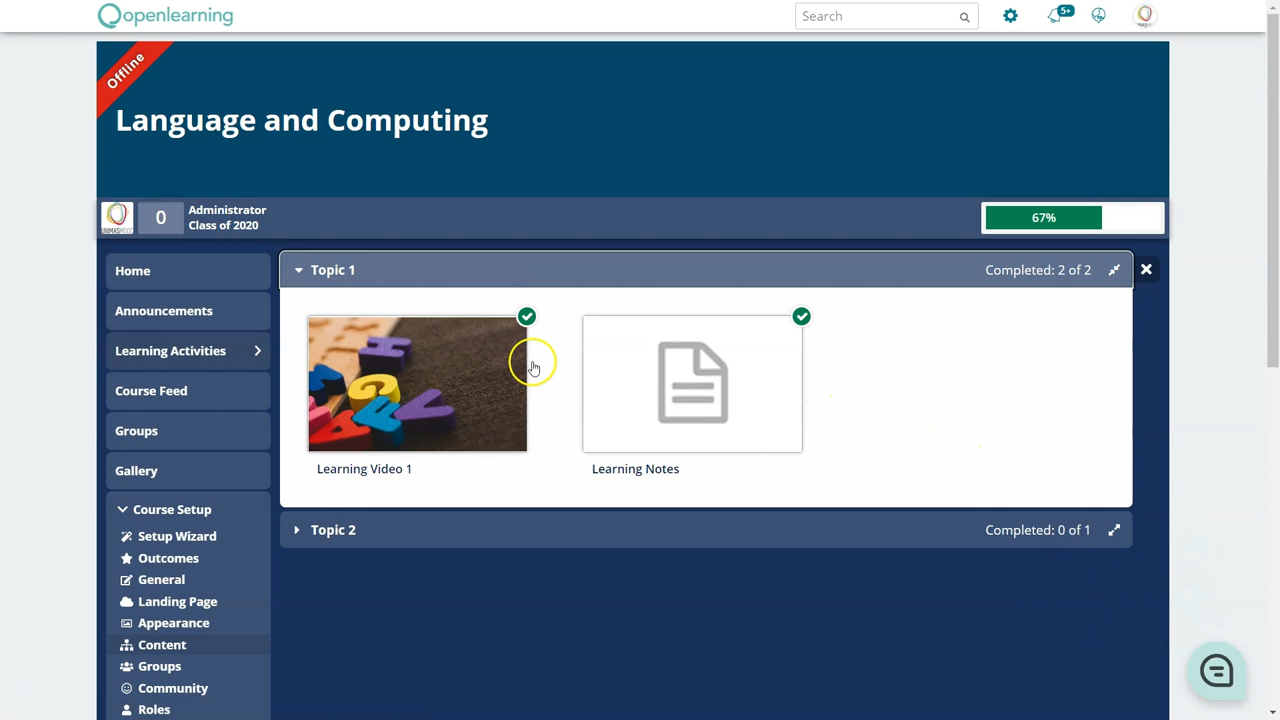 openlearning
Search
5+
Offline
Language and Computing
0
Administrator
Class of 2020
67%
Home
Announcements
Learning Activities
Course Feed
Groups
Gallery
Course Setup
Setup Wizard
Outcomes
General
Landing Page
Appearance
Content
Groups
Community
Roles
Topic 1
Completed: 2 of 2
Learning Video 1
Learning Notes
Topic 2
Completed: 0 of 1